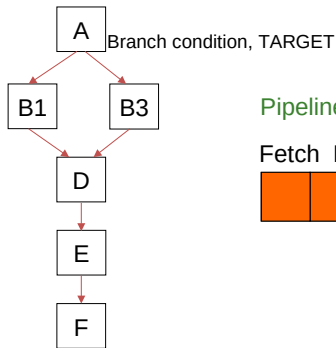 A
Branch condition, TARGET
B1
B3
Pipeline
Fetch
D
E
F